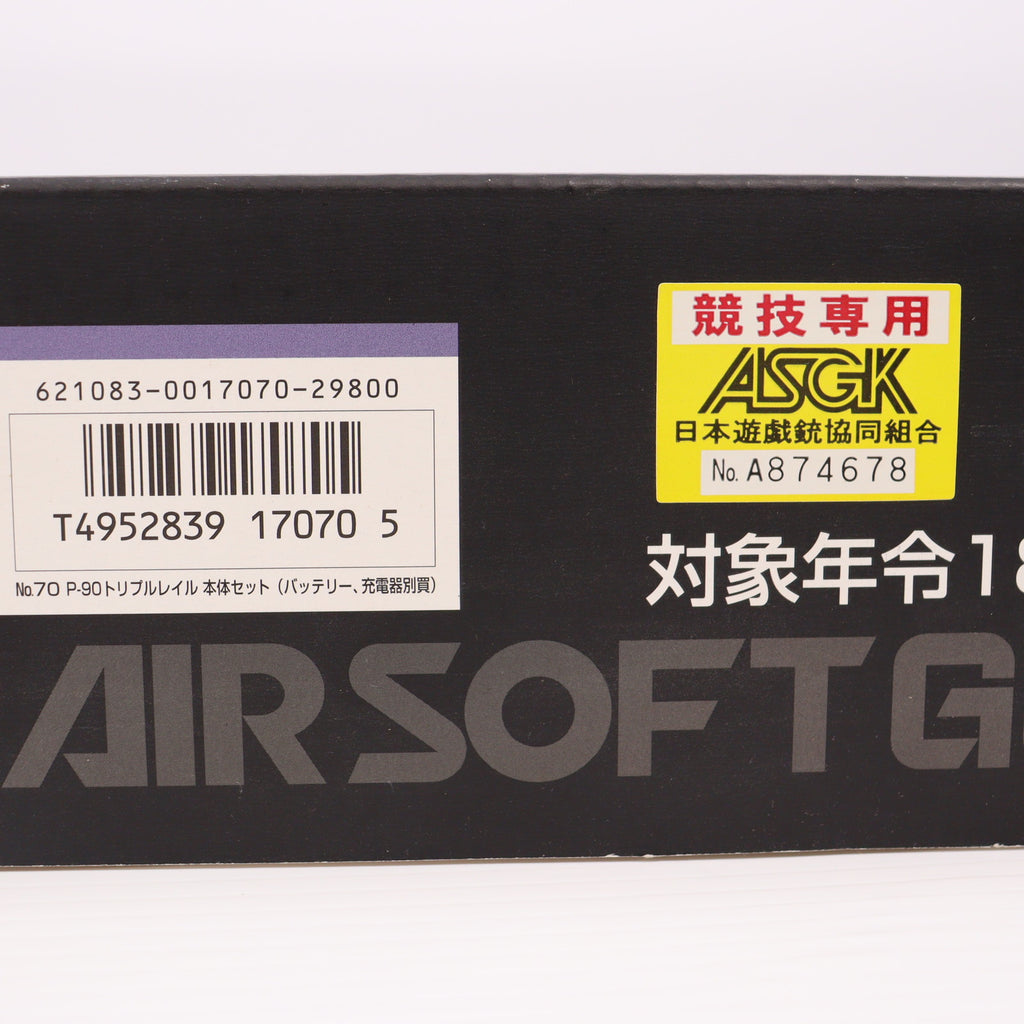 621083-0017070-29800
T4952839 17070 5
No.70 P-90トリプルレイル 本体セット (バッテリー、充電器別買)
競技専用
ASGK
日本遊戯銃協同組合
No. A874678
対象年令18
AIRSOFT G